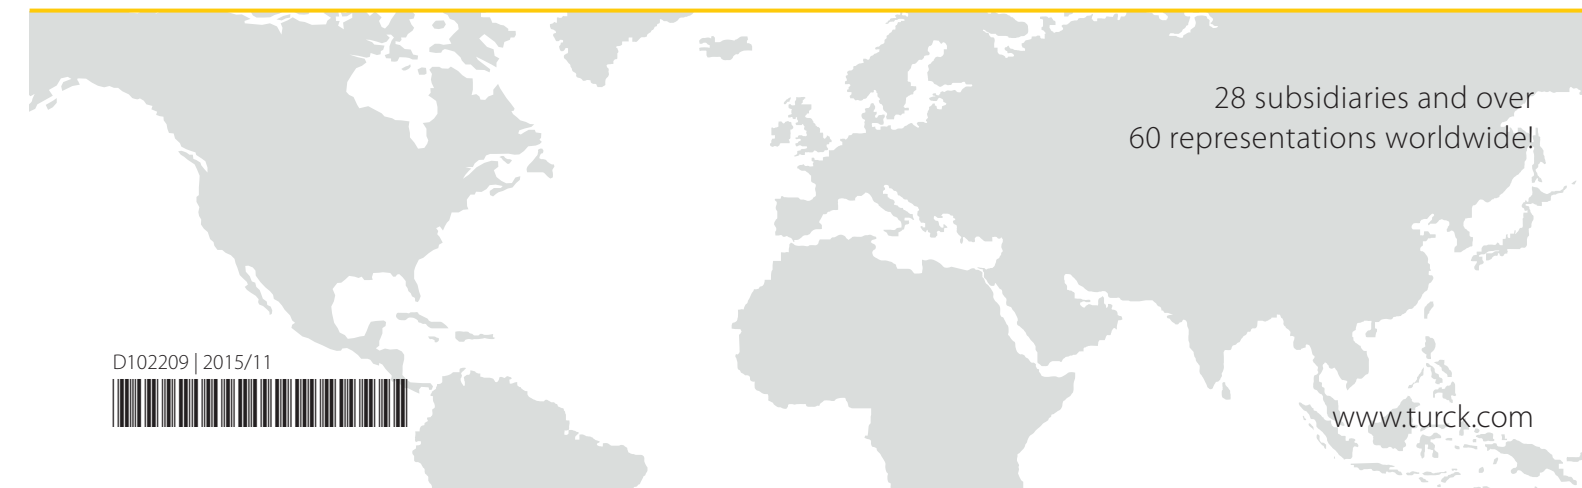 28 subsidiaries and over
60 representations worldwide!
D102209 | 2015/11
www.turck.com